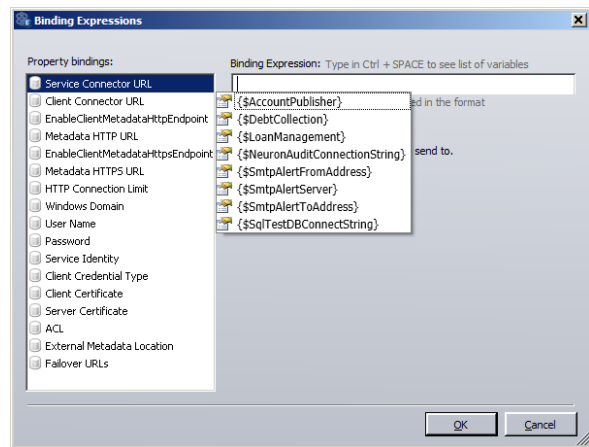 Binding Expressions
Property bindings:
Binding Expression: Type in Ctrl + SPACE to see list of variables
Service Connector URL
Client Connector URL
EnableClientMetadataHttpEndpoint
Metadata HTTP URL
EnableClientMetadataHttpsEndpoint
Metadata HTTPS URL
HTTP Connection Limit
Windows Domain
User Name
Password
Service Identity
Client Credential Type
Client Certificate
Server Certificate
ACL
External Metadata Location
Failover URLs
{$AccountPublisher}
{$DebtCollection}
{$LoanManagement}
{$NeuronAuditConnectionString}
{$SmtpAlertFromAddress}
{$SmtpAlertServer}
{$SmtpAlertToAddress}
{$SqlTestDBConnectString}
ed in the format
send to.
OK
Cancel